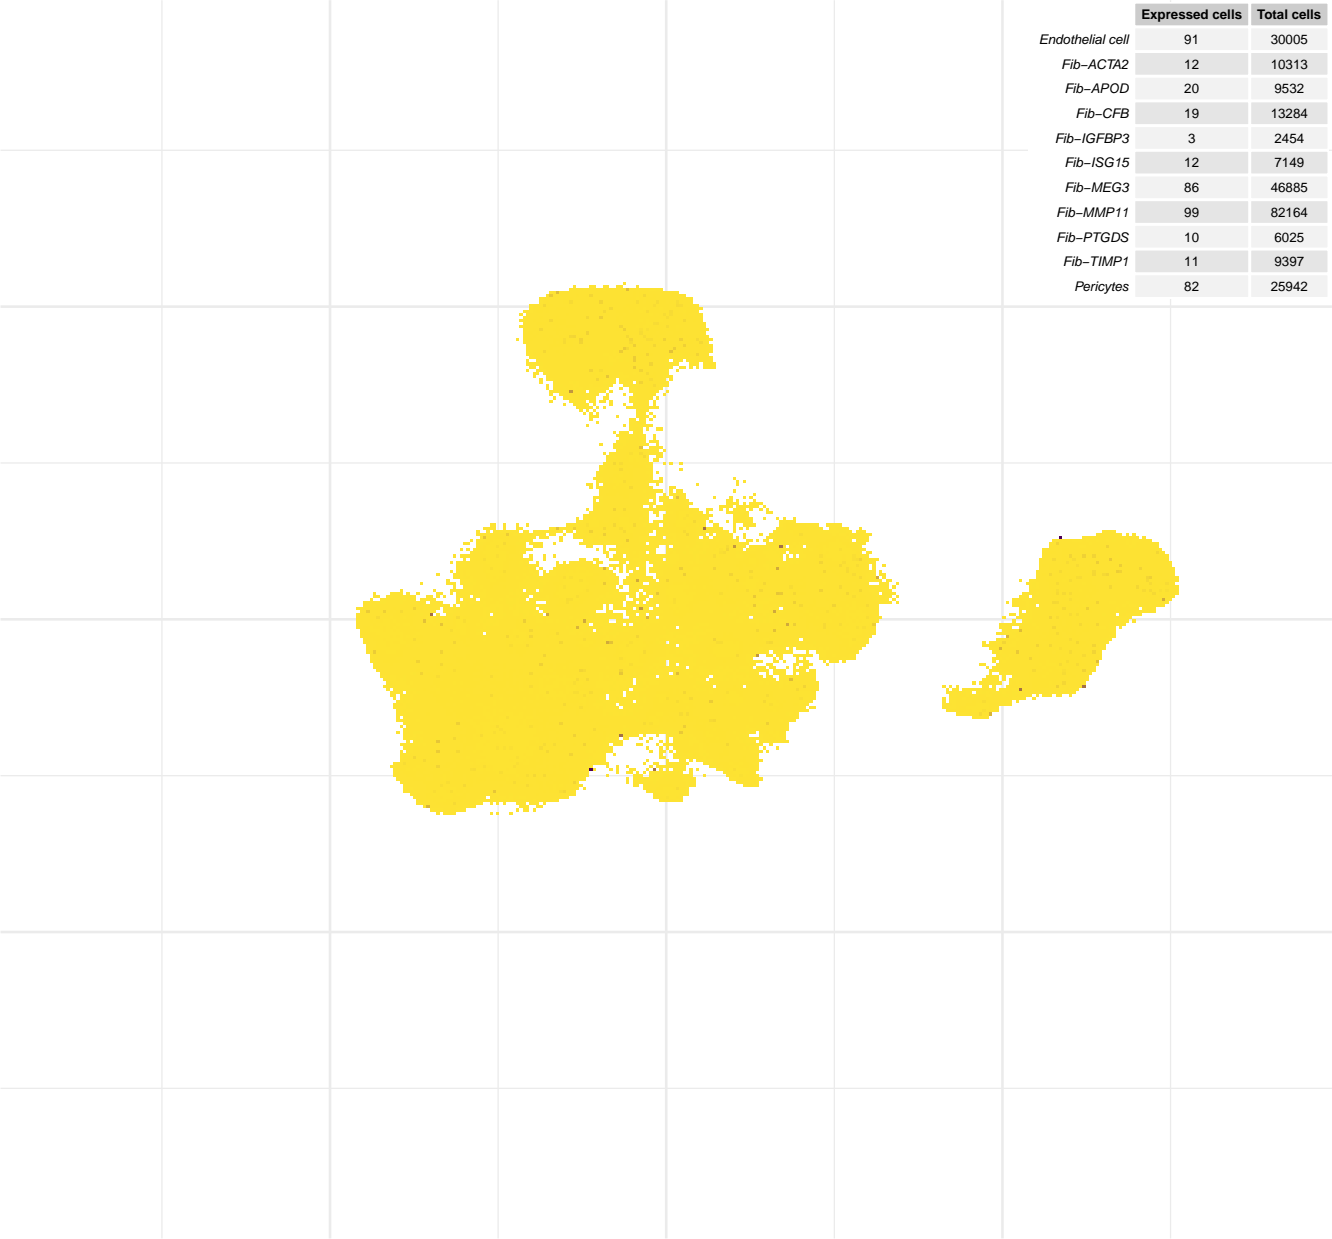 Expressed cells Total cells
Endothelial cell 91 30005
Fib−ACTA2 12 10313
Fib−APOD 20 9532
Fib−CFB 19 13284
Fib−IGFBP3 3 2454
Fib−ISG15 12 7149
Fib−MEG3 86 46885
Fib−MMP11 99 82164
Fib−PTGDS 10 6025
Fib−TIMP1 11 9397
Pericytes 82 25942